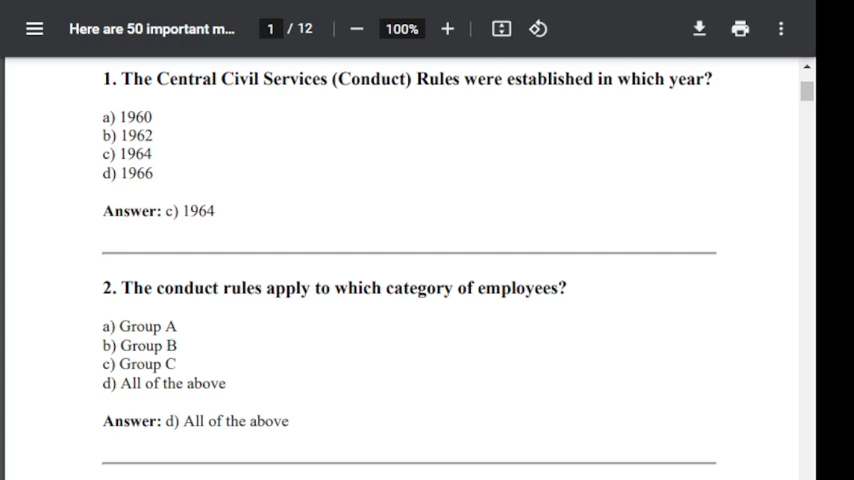 Here are 50 important m... 1 / 12 100%
1. The Central Civil Services (Conduct) Rules were established in which year?
a) 1960
b) 1962
c) 1964
d) 1966
Answer: c) 1964
2. The conduct rules apply to which category of employees?
a) Group A
b) Group B
c) Group C
d) All of the above
Answer: d) All of the above